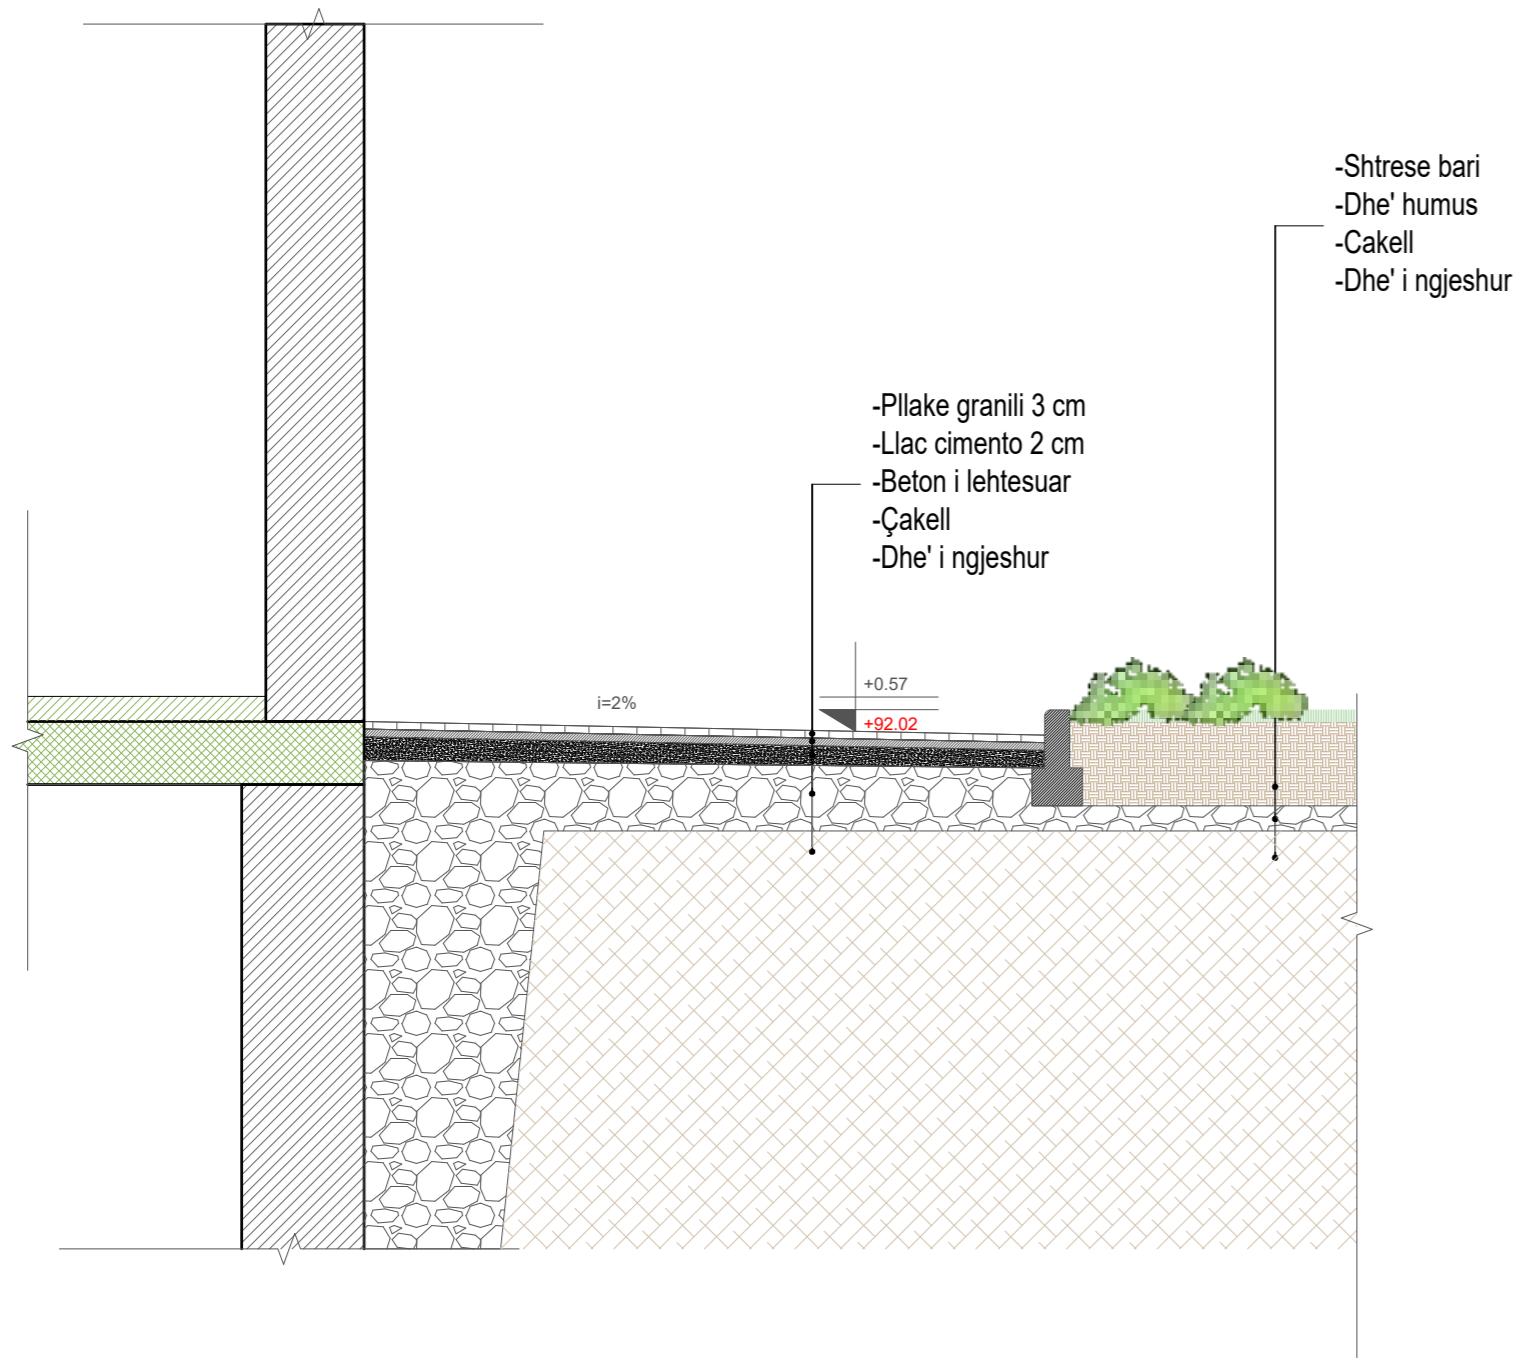 -Shtrese bari
-Dhe' humus
-Cakell
-Dhe' i ngjeshur
-Pllake granili 3 cm
-Llac cimento 2 cm
-Beton i lehtesuar
-Çakell
-Dhe' i ngjeshur
i=2%
+0.57
+92.02